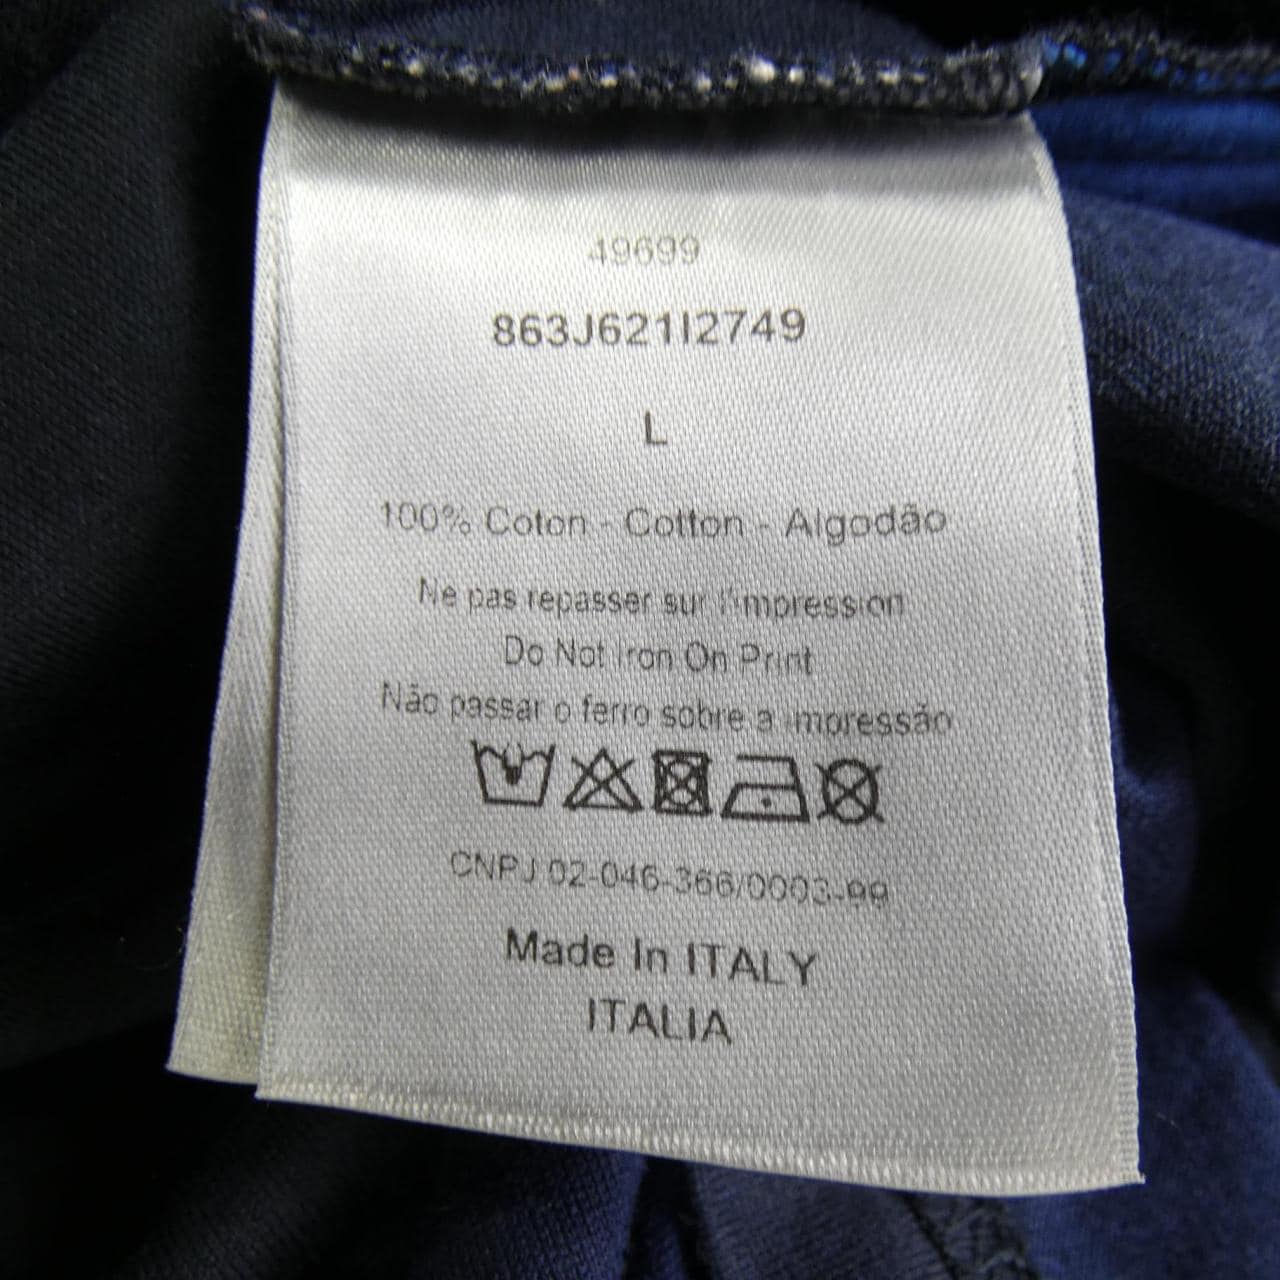 49699
863J621I2749
L
100% Coton - Cotton - Algodão
Ne pas repasser sur l'impression
Do Not Iron On Print
Não passar o ferro sobre a impressão
CNPJ 02-046-366/0003-99
Made In ITALY
ITALIA